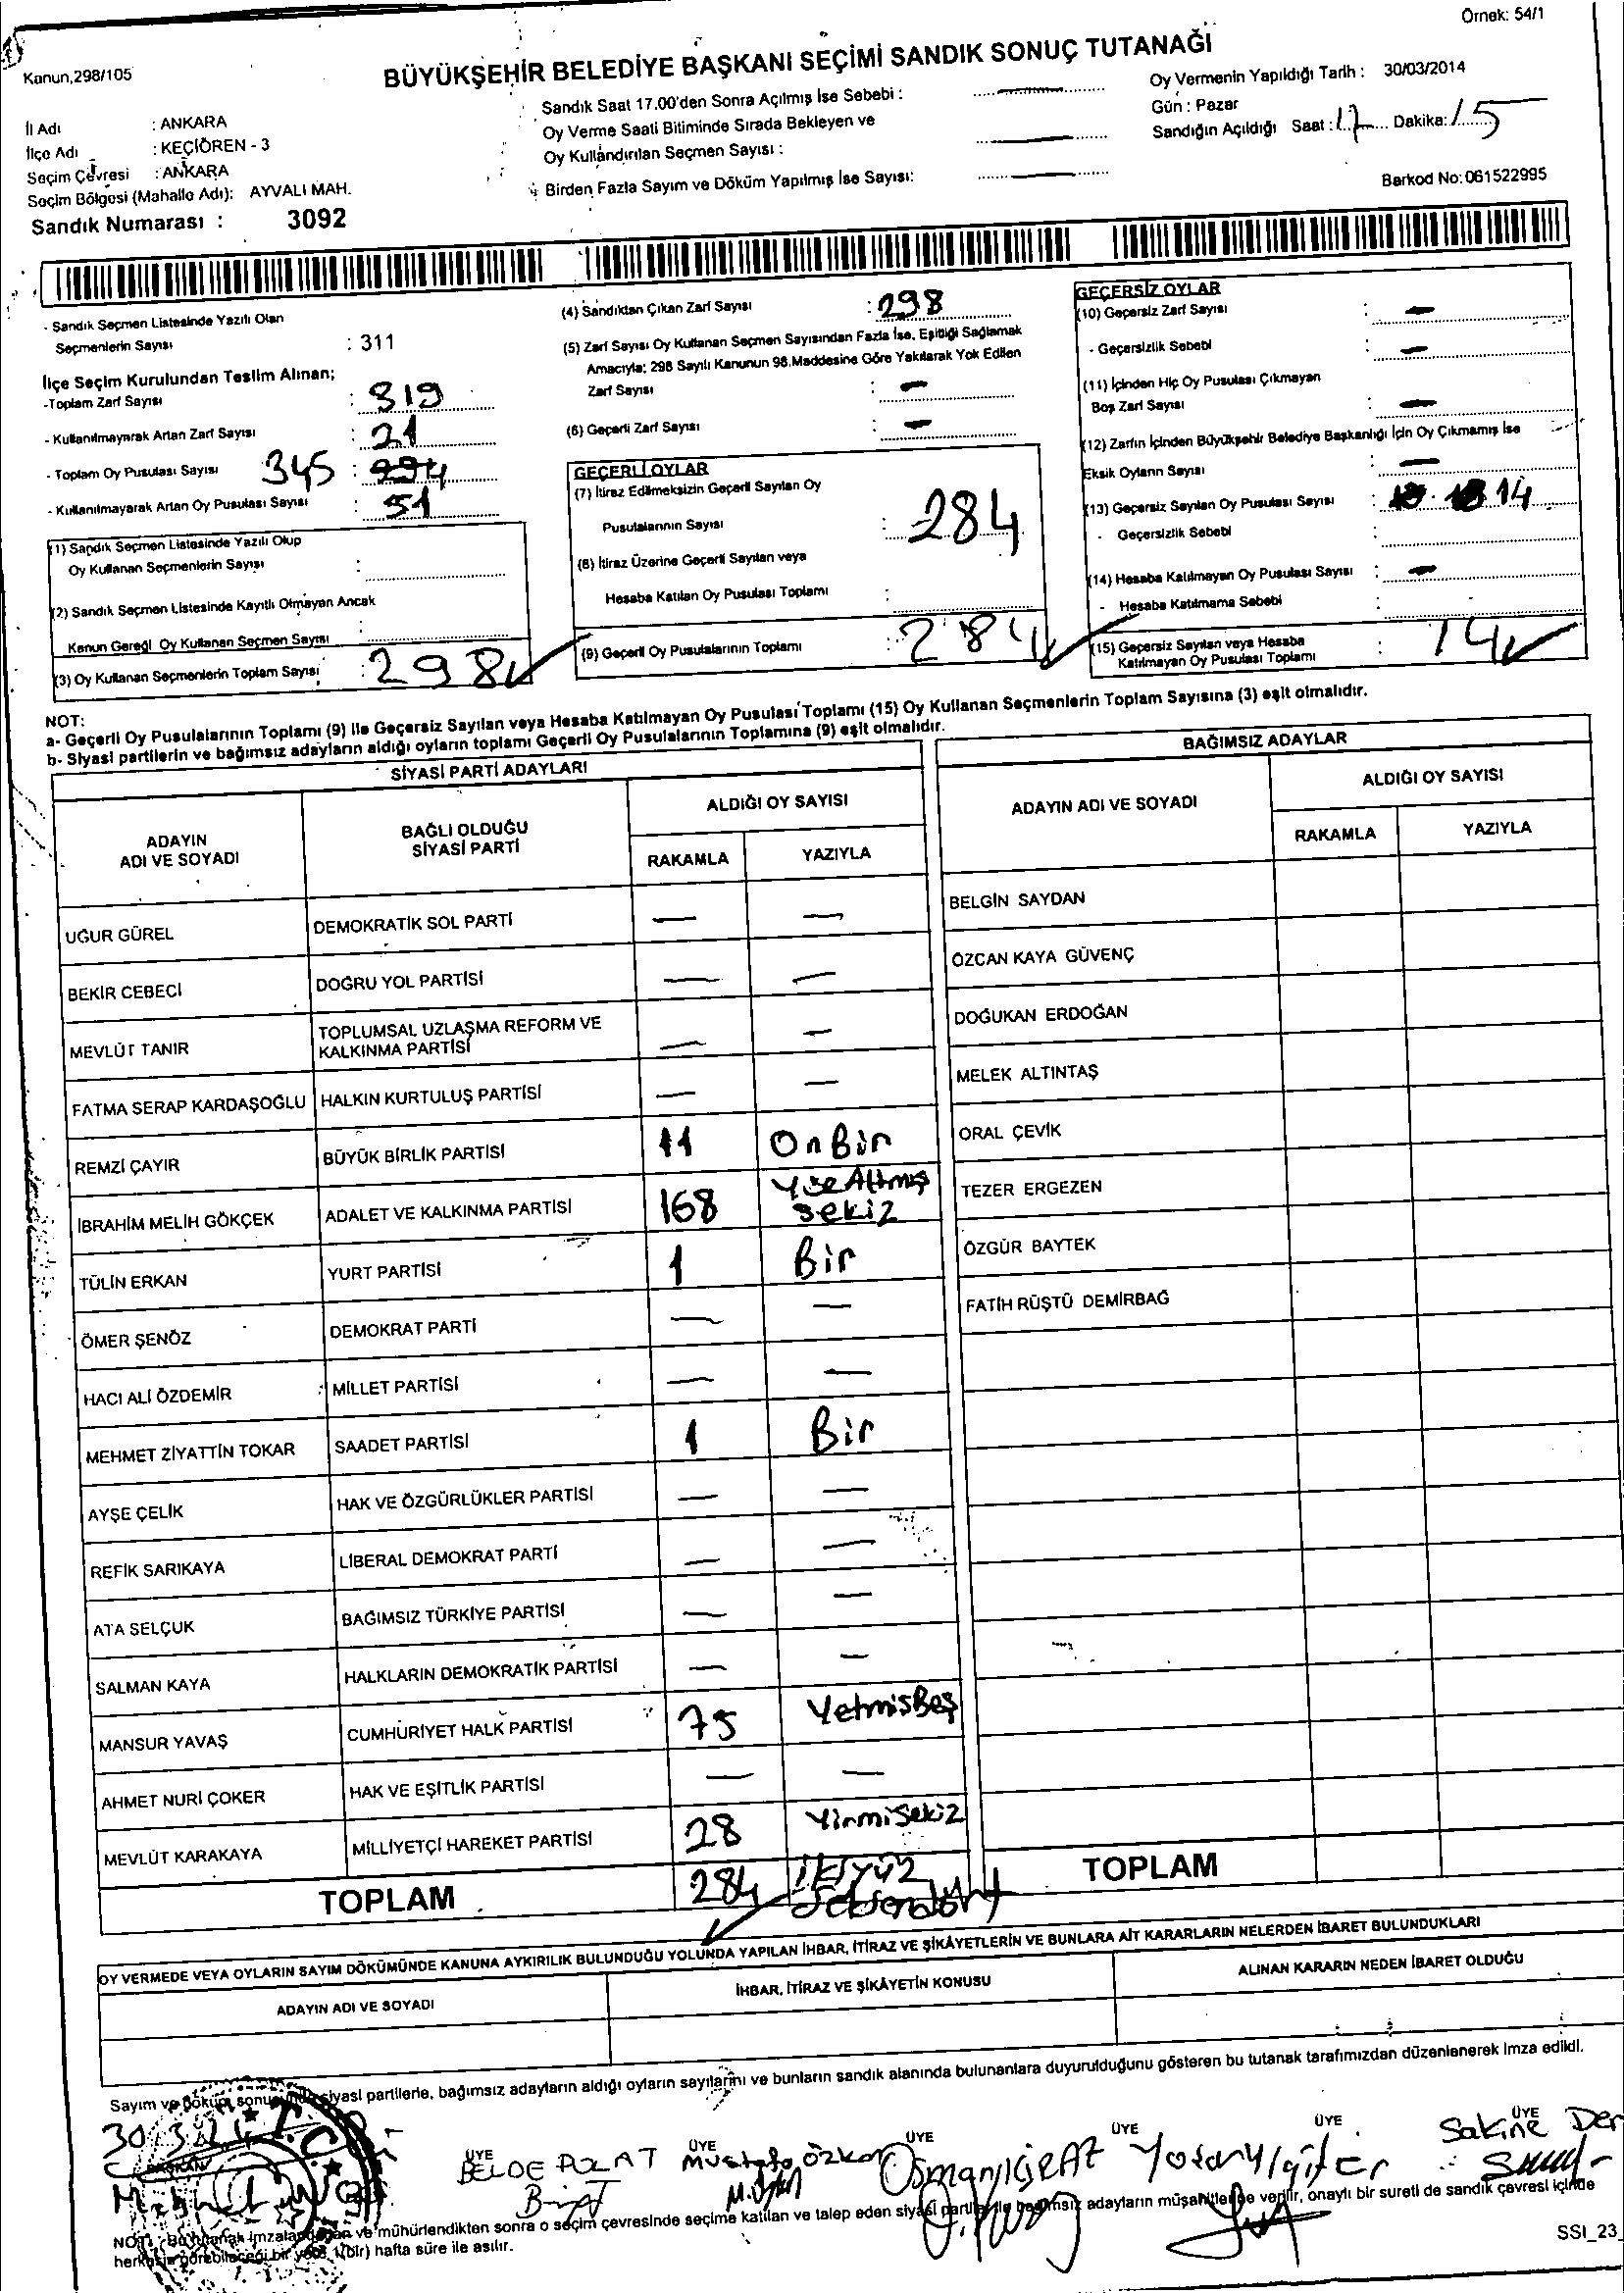 Örnek: 54/1
Kanun,298/105
BÜYÜKŞEHİR BELEDİYE BAŞKANI SEÇİMİ SANDIK SONUÇ TUTANAĞI
İl Adı : ANKARA
İlçe Adı : KEÇİÖREN - 3
Seçim Çevresi : ANKARA
Seçim Bölgesi (Mahalle Adı): AYVALI MAH.
Sandık Numarası : 3092
Sandık Saat 17.00'den Sonra Açılmış İse Sebebi :
Oy Verme Saati Bitiminde Sırada Bekleyen ve
Oy Kullandırılan Seçmen Sayısı :
Birden Fazla Sayım ve Döküm Yapılmış İse Sayısı:
Oy Vermenin Yapıldığı Tarih : 30/03/2014
Gün : Pazar
Sandığın Açıldığı Saat : 17 Dakika: 15
Barkod No: 061522995
- Sandık Seçmen Listesinde Yazılı Olan
Seçmenlerin Sayısı : 311
İlçe Seçim Kurulundan Teslim Alınan;
-Toplam Zarf Sayısı : 319
- Kullanılmayarak Artan Zarf Sayısı : 21
- Toplam Oy Pusulası Sayısı 345 : 294
- Kullanılmayarak Artan Oy Pusulası Sayısı : 51
(1) Sandık Seçmen Listesinde Yazılı Olup
Oy Kullanan Seçmenlerin Sayısı :
(2) Sandık Seçmen Listesinde Kayıtlı Olmayan Ancak
Kanun Gereği Oy Kullanan Seçmen Sayısı :
(3) Oy Kullanan Seçmenlerin Toplam Sayısı : 298
(4) Sandıktan Çıkan Zarf Sayısı : 298
(5) Zarf Sayısı Oy Kullanan Seçmen Sayısından Fazla İse, Eşitliği Sağlamak
Amacıyla; 298 Sayılı Kanunun 98.Maddesine Göre Yakılarak Yok Edilen
Zarf Sayısı : —
(6) Geçerli Zarf Sayısı : —
GEÇERLİ OYLAR
(7) İtiraz Edilmeksizin Geçerli Sayılan Oy
Pusulalarının Sayısı : 284
(8) İtiraz Üzerine Geçerli Sayılan veya
Hesaba Katılan Oy Pusulası Toplamı :
(9) Geçerli Oy Pusulalarının Toplamı : 284
GEÇERSİZ OYLAR
(10) Geçersiz Zarf Sayısı : —
- Geçersizlik Sebebi : —
(11) İçinden Hiç Oy Pusulası Çıkmayan
Boş Zarf Sayısı : —
(12) Zarfın İçinden Büyükşehir Belediye Başkanlığı İçin Oy Çıkmamış İse
Eksik Oyların Sayısı : —
(13) Geçersiz Sayılan Oy Pusulası Sayısı : 14
- Geçersizlik Sebebi :
(14) Hesaba Katılmayan Oy Pusulası Sayısı : —
- Hesaba Katılmama Sebebi :
(15) Geçersiz Sayılan veya Hesaba
Katılmayan Oy Pusulası Toplamı : 14
NOT:
a- Geçerli Oy Pusulalarının Toplamı (9) İle Geçersiz Sayılan veya Hesaba Katılmayan Oy Pusulası Toplamı (15) Oy Kullanan Seçmenlerin Toplam Sayısına (3) eşit olmalıdır.
b- Siyasi partilerin ve bağımsız adayların aldığı oyların toplamı Geçerli Oy Pusulalarının Toplamına (9) eşit olmalıdır.
SİYASİ PARTİ ADAYLARI
BAĞIMSIZ ADAYLAR
ADAYIN
ADI VE SOYADI
BAĞLI OLDUĞU
SİYASİ PARTİ
ALDIĞI OY SAYISI
RAKAMLA YAZIYLA
ADAYIN ADI VE SOYADI
ALDIĞI OY SAYISI
RAKAMLA YAZIYLA
UĞUR GÜREL DEMOKRATİK SOL PARTİ — —
BEKİR CEBECİ DOĞRU YOL PARTİSİ — —
MEVLÜT TANIR TOPLUMSAL UZLAŞMA REFORM VE
KALKINMA PARTİSİ — —
FATMA SERAP KARDAŞOĞLU HALKIN KURTULUŞ PARTİSİ — —
REMZİ ÇAYIR BÜYÜK BİRLİK PARTİSİ 11 OnBir
İBRAHİM MELİH GÖKÇEK ADALET VE KALKINMA PARTİSİ 168 YüzAltmış
sekiz
TÜLİN ERKAN YURT PARTİSİ 1 Bir
ÖMER ŞENÖZ DEMOKRAT PARTİ — —
HACI ALİ ÖZDEMİR MİLLET PARTİSİ — —
MEHMET ZİYATTİN TOKAR SAADET PARTİSİ 1 Bir
AYŞE ÇELİK HAK VE ÖZGÜRLÜKLER PARTİSİ — —
REFİK SARIKAYA LİBERAL DEMOKRAT PARTİ — —
ATA SELÇUK BAĞIMSIZ TÜRKİYE PARTİSİ — —
SALMAN KAYA HALKLARIN DEMOKRATİK PARTİSİ — —
MANSUR YAVAŞ CUMHURİYET HALK PARTİSİ 75 YetmişBeş
AHMET NURİ ÇOKER HAK VE EŞİTLİK PARTİSİ — —
MEVLÜT KARAKAYA MİLLİYETÇİ HAREKET PARTİSİ 28 YirmiSekiz
TOPLAM 284 İkiyüz
seksendört
BELGİN SAYDAN
ÖZCAN KAYA GÜVENÇ
DOĞUKAN ERDOĞAN
MELEK ALTINTAŞ
ORAL ÇEVİK
TEZER ERGEZEN
ÖZGÜR BAYTEK
FATİH RÜŞTÜ DEMİRBAĞ
TOPLAM
OY VERMEDE VEYA OYLARIN SAYIM DÖKÜMÜNDE KANUNA AYKIRILIK BULUNDUĞU YOLUNDA YAPILAN İHBAR, İTİRAZ VE ŞİKÂYETLERİN VE BUNLARA AİT KARARLARIN NELERDEN İBARET BULUNDUKLARI
ADAYIN ADI VE SOYADI İHBAR, İTİRAZ VE ŞİKÂYETİN KONUSU ALINAN KARARIN NEDEN İBARET OLDUĞU
Sayım ve döküm sonucunda siyasi partilerle, bağımsız adayların aldığı oyların sayılarını ve bunların sandık alanında bulunanlara duyurulduğunu gösteren bu tutanak tarafımızdan düzenlenerek imza edildi.
BAŞKAN ÜYE ÜYE ÜYE ÜYE ÜYE ÜYE
BELDE POLAT Mustafa Özkan Sakine Der
NOT : Bu tutanak imzalandıktan ve mühürlendikten sonra o seçim çevresinde seçime katılan ve talep eden siyasi partiler ile bağımsız adayların müşahitlerine verilir, onaylı bir sureti de sandık çevresi içinde
herkesin görebileceği bir yere, 1(bir) hafta süre ile asılır.
SSI_23_